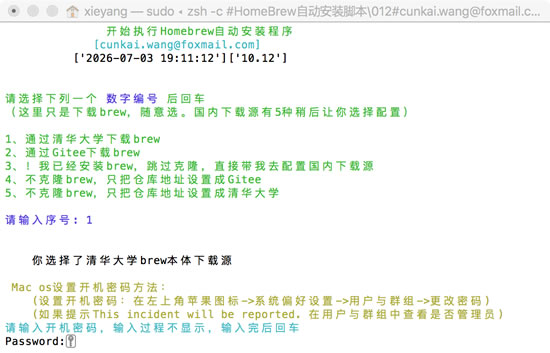 xieyang — sudo • zsh -c #HomeBrew自动安装脚本\012#cunkai.wang@foxmail.c...
开始执行Homebrew自动安装程序
[cunkai.wang@foxmail.com]
['2026-07-03 19:11:12']['10.12']
请选择下列一个 数字编号 后回车
（这里只是下载brew，随意选。国内下载源有5种稍后让你选择配置）
1、通过清华大学下载brew
2、通过Gitee下载brew
3、！我已经安装brew，跳过克隆，直接带我去配置国内下载源
4、不克隆brew，只把仓库地址设置成Gitee
5、不克隆brew，只把仓库地址设置成清华大学
请输入序号: 1
你选择了清华大学brew本体下载源
Mac os设置开机密码方法：
（设置开机密码：在左上角苹果图标->系统偏好设置->用户与群组->更改密码）
（如果提示This incident will be reported. 在用户与群组中查看是否管理员）
请输入开机密码，输入过程不显示，输入完后回车
Password: